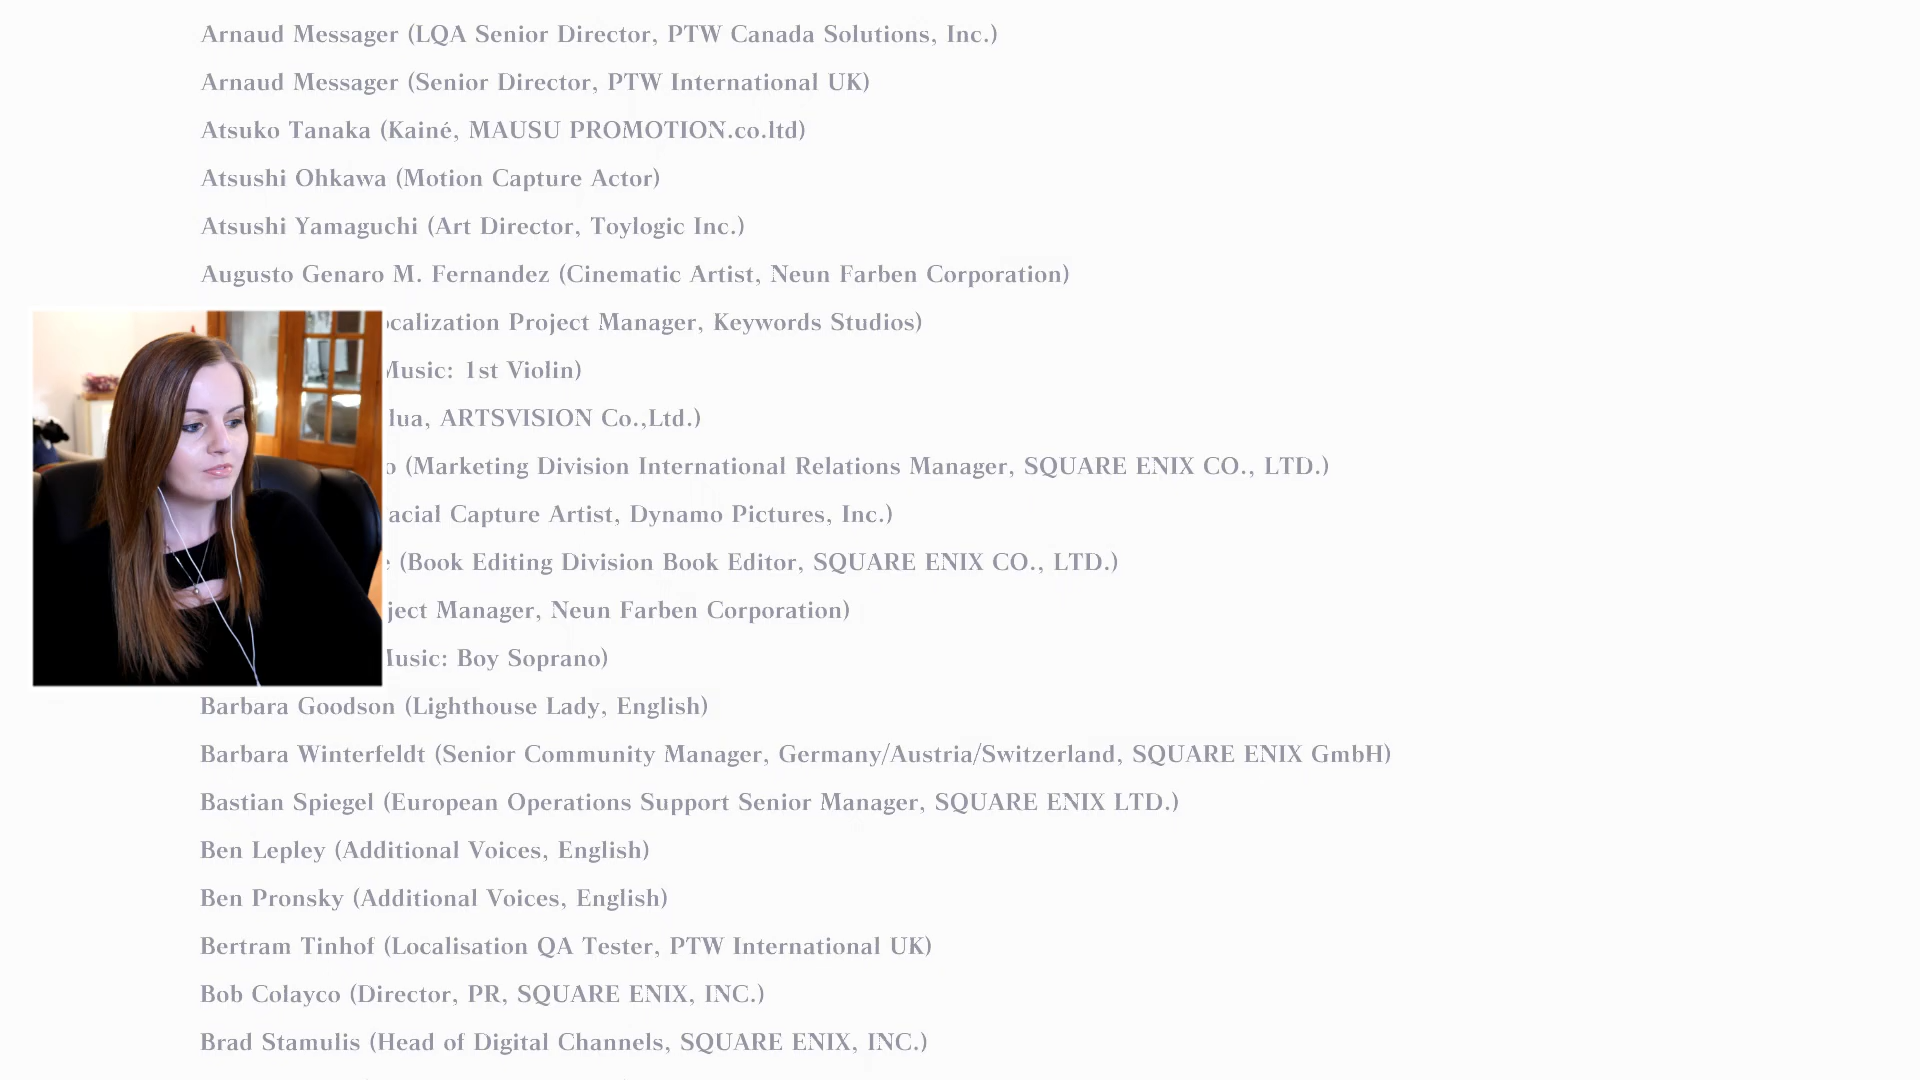 Arnaud Messager (LQA Senior Director, PTW Canada Solutions, Inc.)
Arnaud Messager (Senior Director, PTW International UK)
Atsuko Tanaka (Kainé, MAUSU PROMOTION.co.ltd)
Atsushi Ohkawa (Motion Capture Actor)
Atsushi Yamaguchi (Art Director, Toylogic Inc.)
Augusto Genaro M. Fernandez (Cinematic Artist, Neun Farben Corporation)
Project Manager, Keywords Studios)
1st Violin)
ARTSVISION Co.,Ltd.)
(Marketing Division International Relations Manager, SQUARE ENIX CO., LTD.)
Capture Artist, Dynamo Pictures, Inc.)
(Book Editing Division Book Editor, SQUARE ENIX CO., LTD.)
Manager, Neun Farben Corporation)
Boy Soprano)
Barbara Goodson (Lighthouse Lady, English)
Barbara Winterfeldt (Senior Community Manager, Germany/Austria/Switzerland, SQUARE ENIX GmbH)
Bastian Spiegel (European Operations Support Senior Manager, SQUARE ENIX LTD.)
Ben Lepley (Additional Voices, English)
Ben Pronsky (Additional Voices, English)
Bertram Tinhof (Localisation QA Tester, PTW International UK)
Bob Colayco (Director, PR, SQUARE ENIX, INC.)
Brad Stamulis (Head of Digital Channels, SQUARE ENIX, INC.)